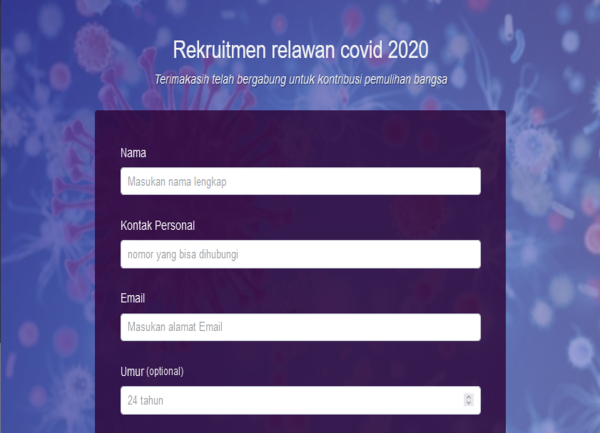 Rekruitmen relawan covid 2020
Terimakasih telah bergabung untuk kontribusi pemulihan bangsa
Nama
Masukan nama lengkap
Kontak Personal
nomor yang bisa dihubungi
Email
Masukan alamat Email
Umur (optional)
24 tahun